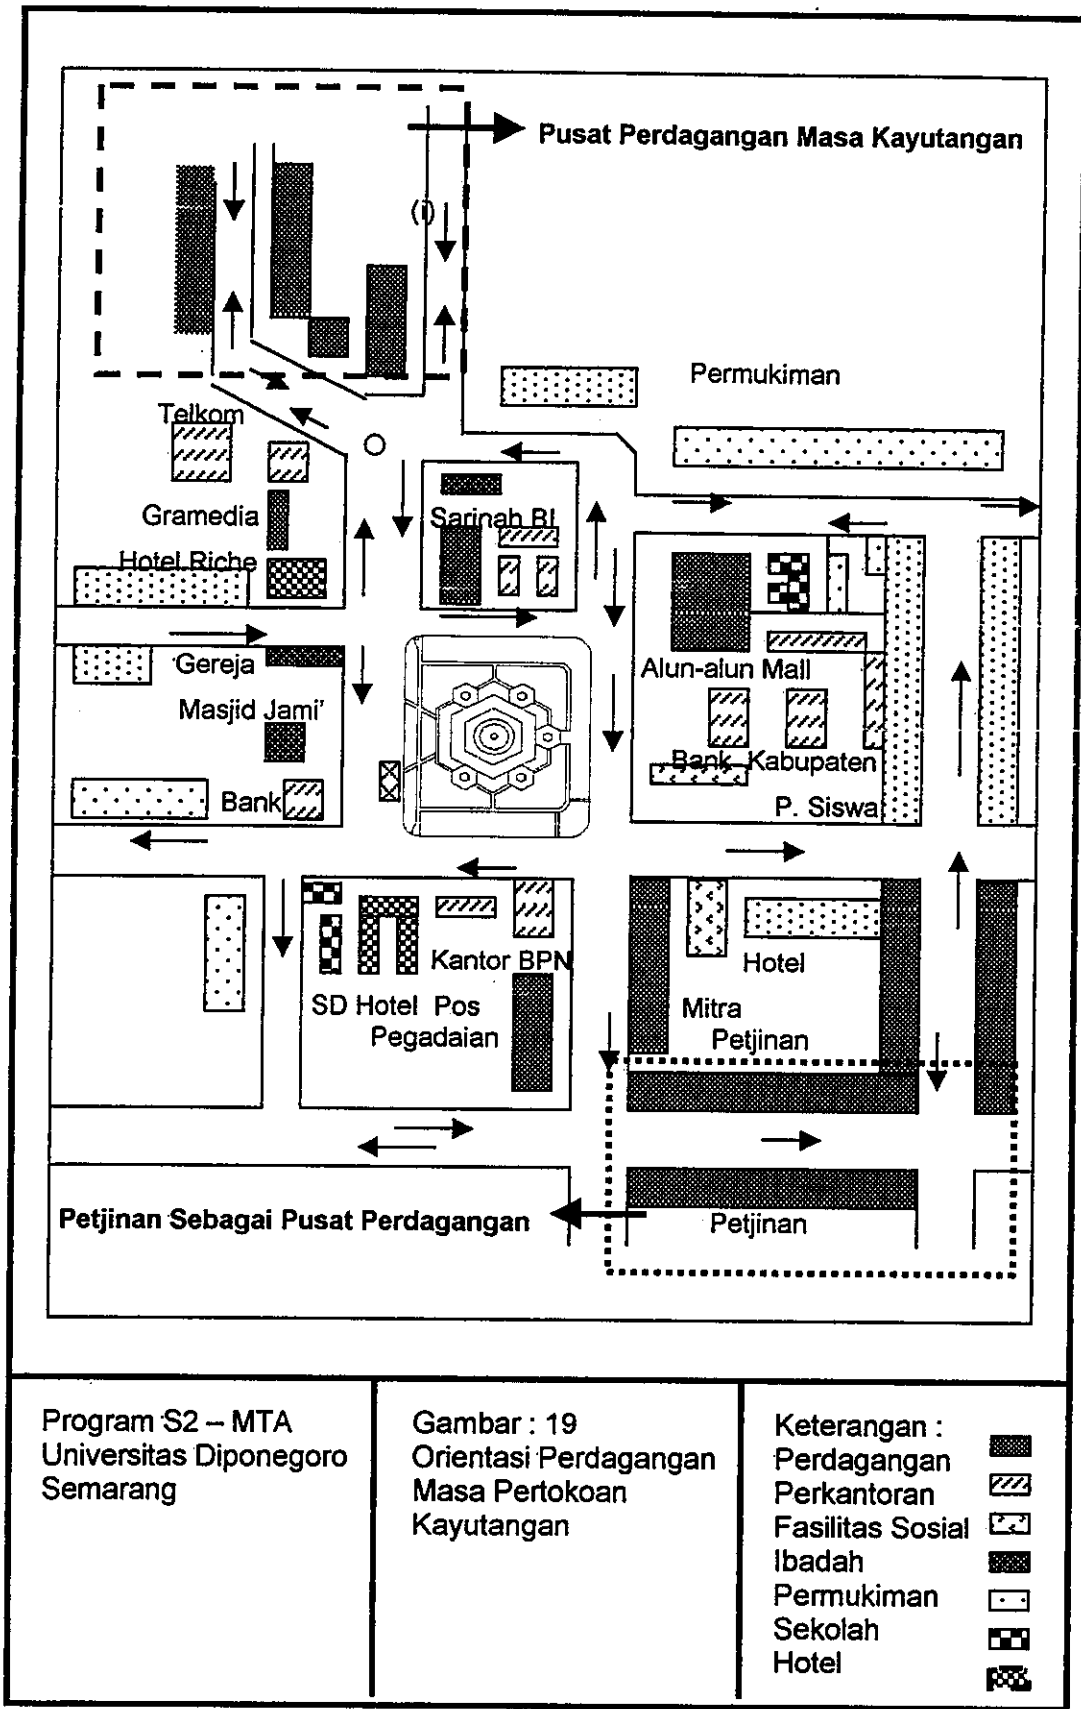 Pusat Perdagangan Masa Kayutangan
(i)
Permukiman
Telkom
Gramedia
Sarinah BI
Hotel Riche
Gereja
Alun-alun Mall
Masjid Jami'
Bank Kabupaten
Bank
P. Siswa
Kantor BPN
Hotel
SD Hotel Pos
Mitra
Pegadaian
Petjinan
Petjinan Sebagai Pusat Perdagangan
Petjinan
Program S2 – MTA
Universitas Diponegoro
Semarang
Gambar : 19
Orientasi Perdagangan
Masa Pertokoan
Kayutangan
Keterangan :
Perdagangan
Perkantoran
Fasilitas Sosial
Ibadah
Permukiman
Sekolah
Hotel